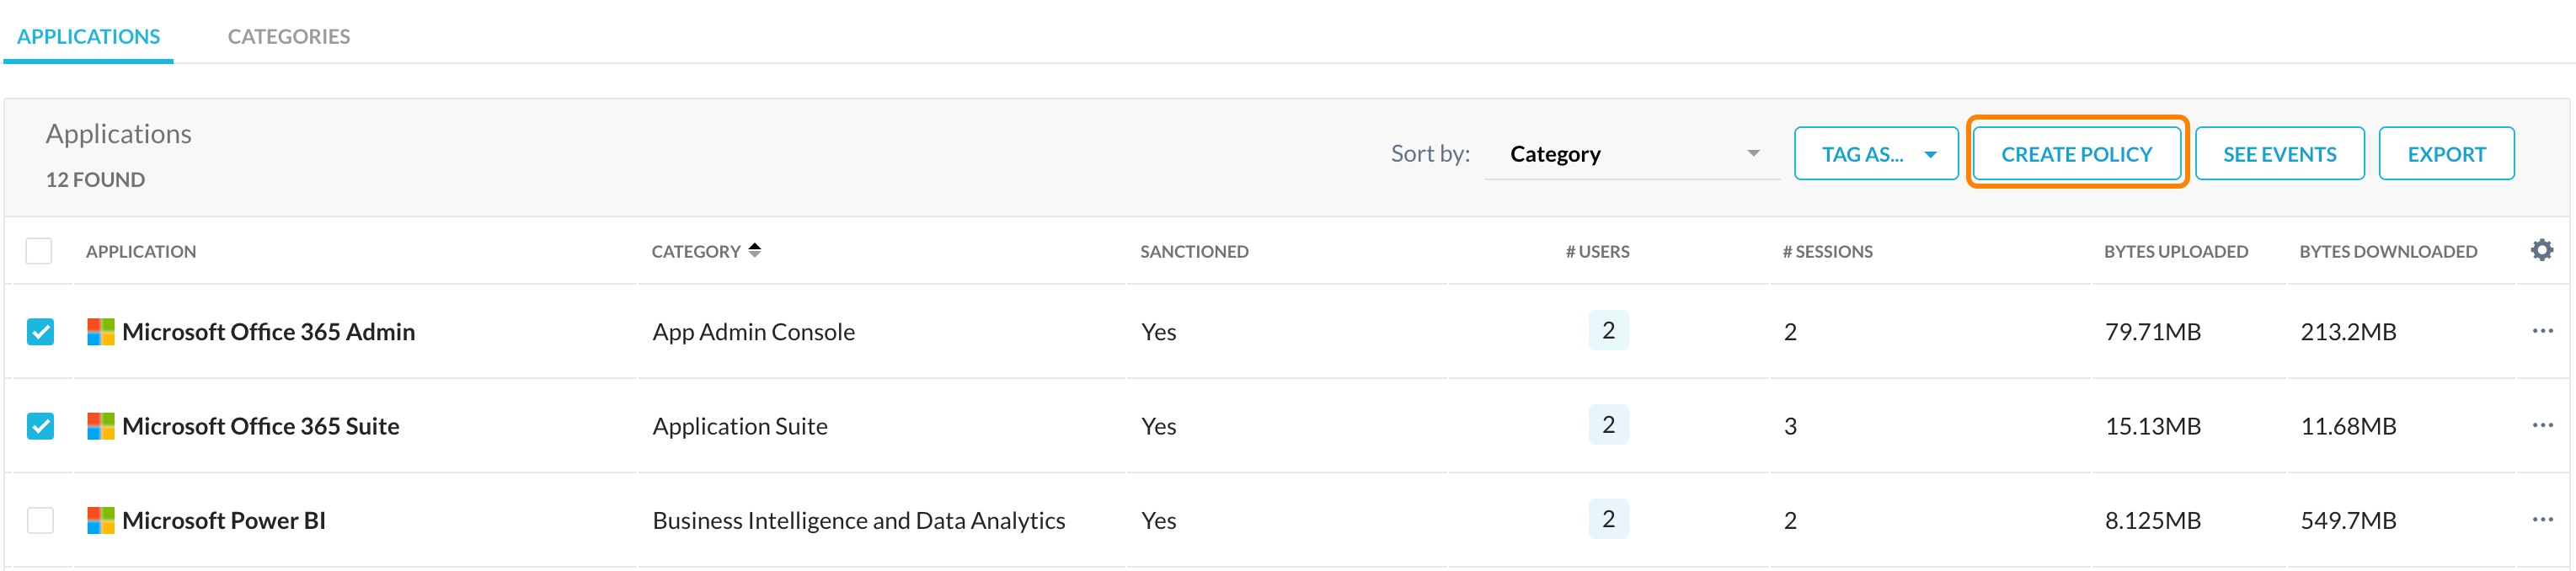 APPLICATIONS CATEGORIES
Applications
12 FOUND
Sort by: Category TAG AS... CREATE POLICY SEE EVENTS EXPORT
APPLICATION CATEGORY SANCTIONED # USERS # SESSIONS BYTES UPLOADED BYTES DOWNLOADED
Microsoft Office 365 Admin App Admin Console Yes 2 2 79.71MB 213.2MB ...
Microsoft Office 365 Suite Application Suite Yes 2 3 15.13MB 11.68MB ...
Microsoft Power BI Business Intelligence and Data Analytics Yes 2 2 8.125MB 549.7MB ...